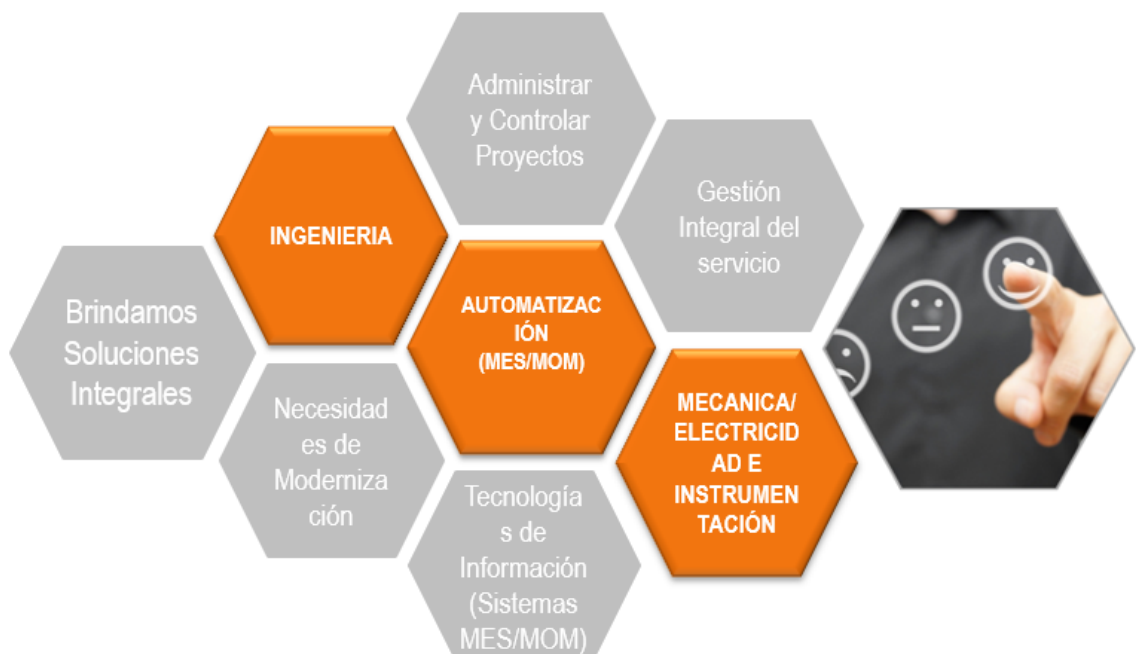 Administrar
y Controlar
Proyectos
INGENIERIA
Gestión
Integral del
servicio
Brindamos
Soluciones
Integrales
AUTOMATIZAC
IÓN
(MES/MOM)
Necesidad
es de
Moderniza
ción
MECANICA/
ELECTRICID
AD E
INSTRUMEN
TACIÓN
Tecnología
s de
Información
(Sistemas
MES/MOM)